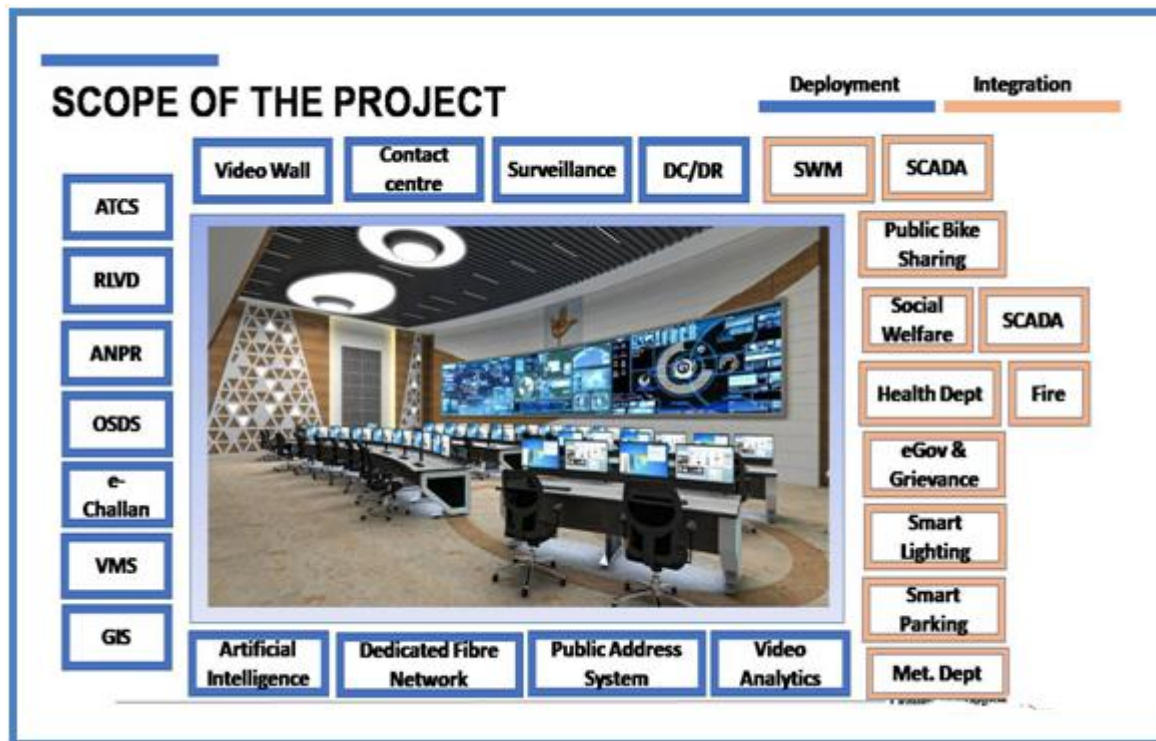 SCOPE OF THE PROJECT
Deployment
Integration
Video Wall
Contact
centre
Surveillance
DC/DR
SWM
SCADA
ATCS
RLVD
ANPR
OSDS
e-
Challan
VMS
GIS
Public Bike
Sharing
Social
Welfare
SCADA
Health Dept
Fire
eGov &
Grievance
Smart
Lighting
Smart
Parking
Met. Dept
Artificial
Intelligence
Dedicated Fibre
Network
Public Address
System
Video
Analytics